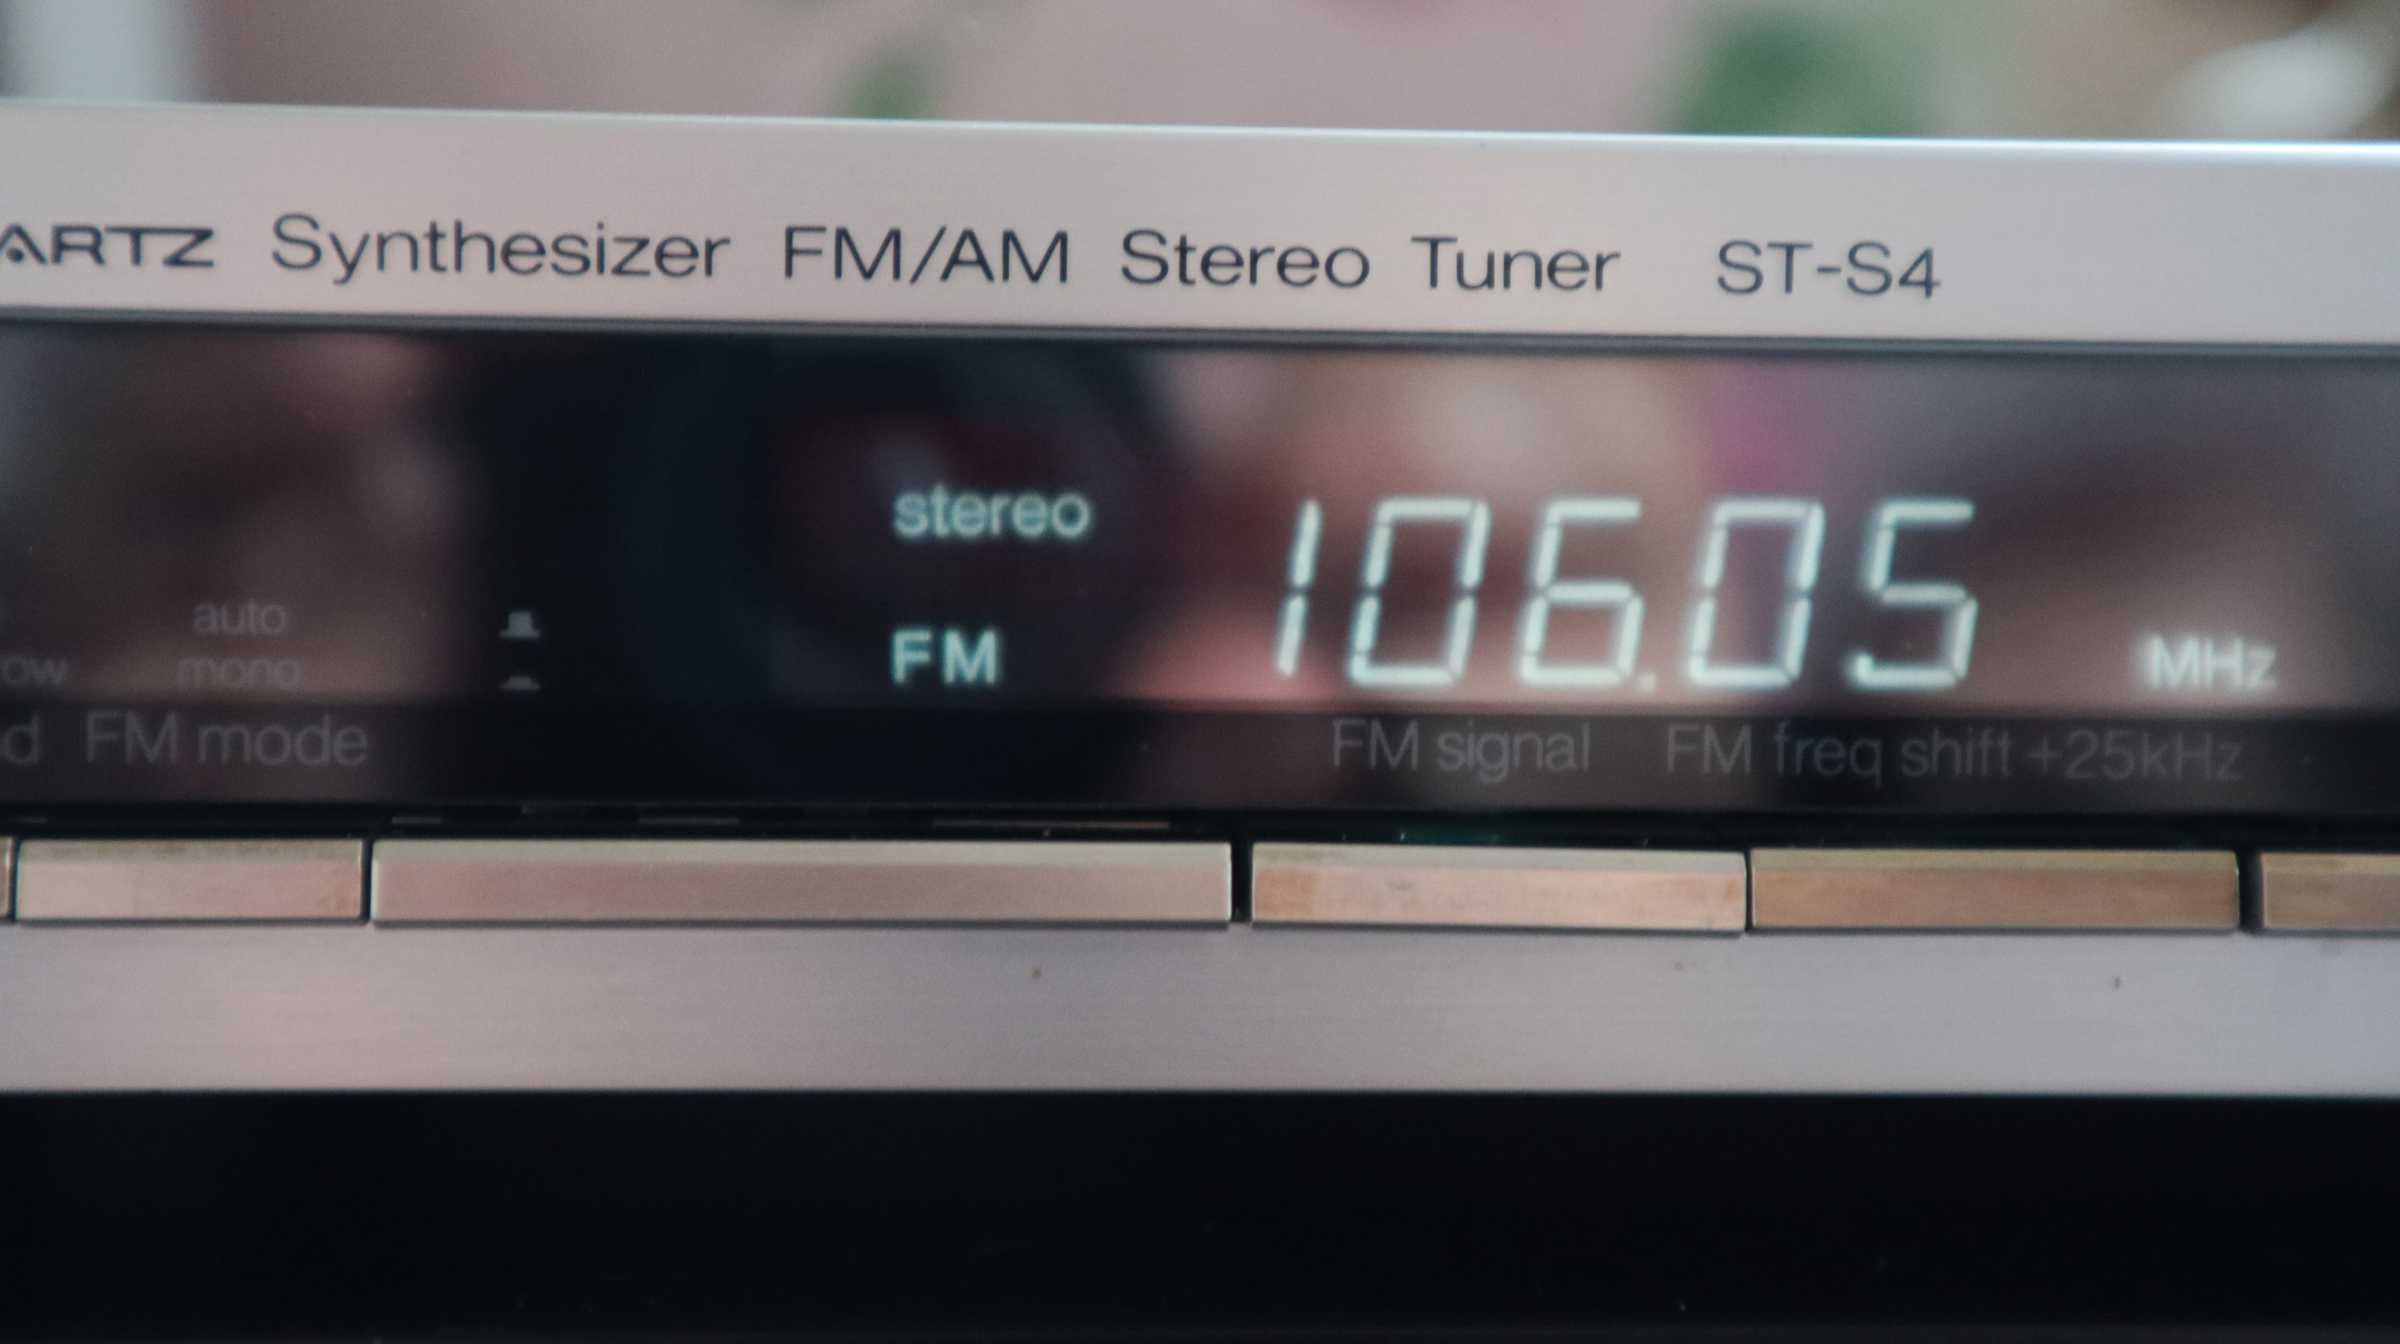 ARTZ Synthesizer FM/AM Stereo Tuner ST-S4
stereo
106.05
auto
FM
MHz
ow mono
d FM mode
FM signal FM freq shift +25kHz